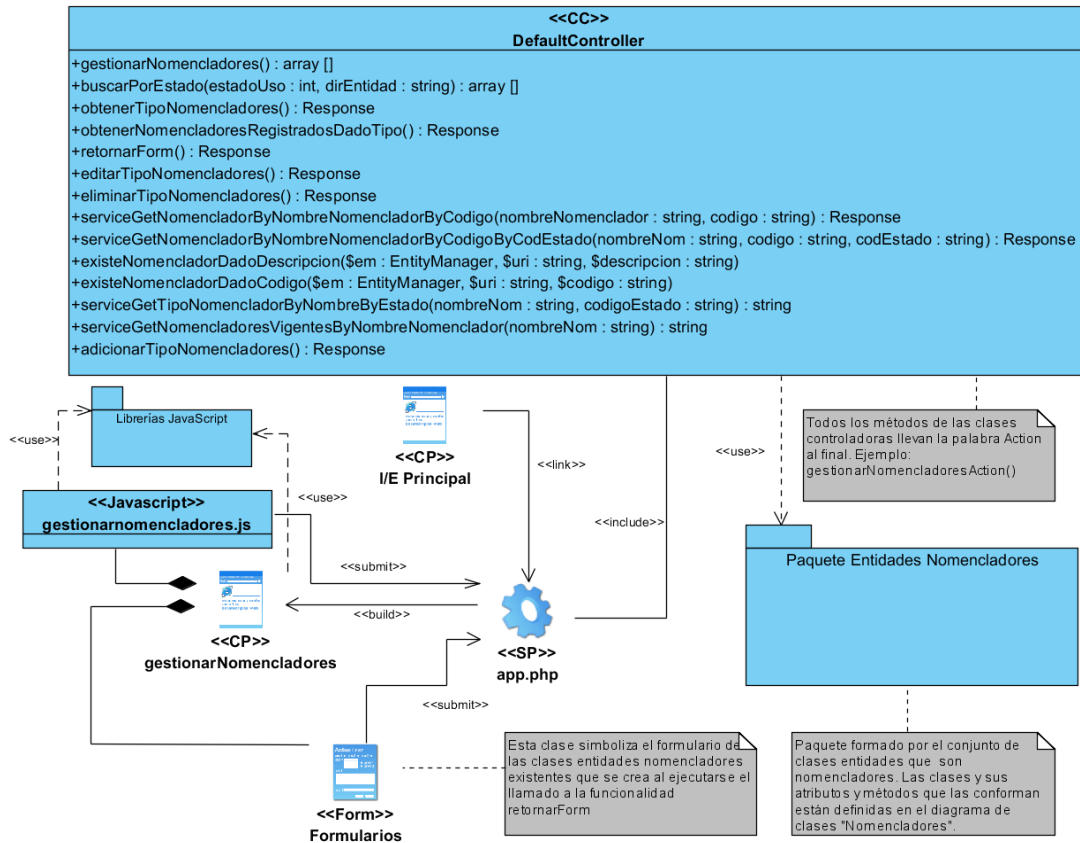 <<CC>>
DefaultController
+gestionarNomencladores() : array []
+buscarPorEstado(estadoUso : int, dirEntidad : string) : array []
+obtenerTipoNomencladores() : Response
+obtenerNomencladoresRegistradosDadoTipo() : Response
+retornarForm() : Response
+editarTipoNomencladores() : Response
+eliminarTipoNomencladores() : Response
+serviceGetNomencladorByNombreNomencladorByCodigo(nombreNomenclador : string, codigo : string) : Response
+serviceGetNomencladorByNombreNomencladorByCodigoByCodEstado(nombreNom : string, codigo : string, codEstado : string) : Response
+existeNomencladorDadoDescripcion($em : EntityManager, $uri : string, $descripcion : string)
+existeNomencladorDadoCodigo($em : EntityManager, $uri : string, $codigo : string)
+serviceGetTipoNomencladorByNombreByEstado(nombreNom : string, codigoEstado : string) : string
+serviceGetNomencladoresVigentesByNombreNomenclador(nombreNom : string) : string
+adicionarTipoNomencladores() : Response
Librerías JavaScript
<<use>>
<<CP>>
I/E Principal
<<link>>
<<use>>
Todos los métodos de las clases
controladoras llevan la palabra Action
al final. Ejemplo:
gestionarNomencladoresAction()
<<Javascript>>
gestionarnomencladores.js
<<use>>
<<include>>
<<submit>>
<<build>>
Paquete Entidades Nomencladores
<<CP>>
gestionarNomencladores
<<SP>>
app.php
<<submit>>
<<Form>>
Formularios
Esta clase simboliza el formulario de
las clases entidades nomencladores
existentes que se crea al ejecutarse el
llamado a la funcionalidad
retornarForm
Paquete formado por el conjunto de
clases entidades que son
nomencladores. Las clases y sus
atributos y métodos que las conforman
están definidas en el diagrama de
clases "Nomencladores".